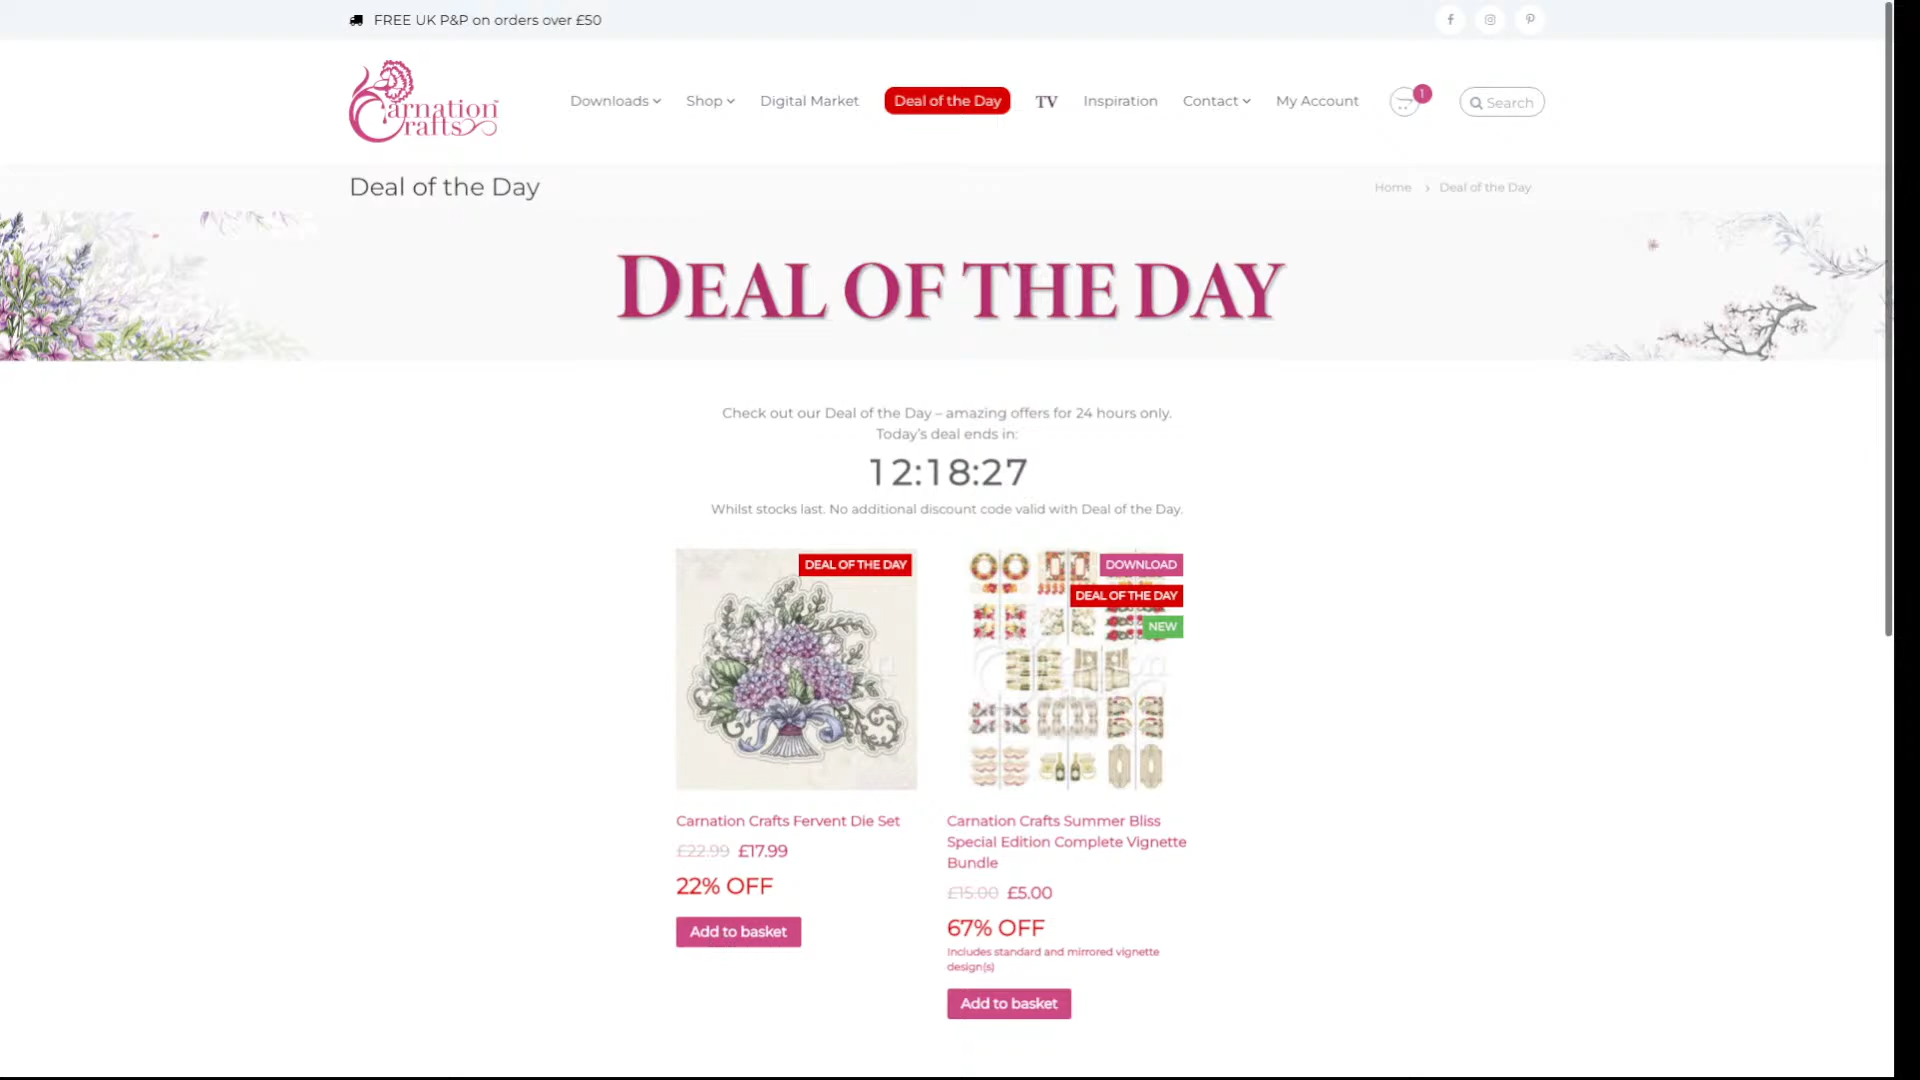 FREE UK P&P on orders over £50
Carnation
Crafts
Downloads
Shop
Digital Market
Deal of the Day
TV
Inspiration
Contact
My Account
1
Search
Deal of the Day
Home › Deal of the Day
DEAL OF THE DAY
Check out our Deal of the Day – amazing offers for 24 hours only.
Today's deal ends in:
12:18:27
Whilst stocks last. No additional discount code valid with Deal of the Day.
DEAL OF THE DAY
Carnation Crafts Fervent Die Set
£22.99 £17.99
22% OFF
Add to basket
DOWNLOAD
DEAL OF THE DAY
NEW
Carnation Crafts Summer Bliss
Special Edition Complete Vignette
Bundle
£15.00 £5.00
67% OFF
Includes standard and mirrored vignette
design(s)
Add to basket